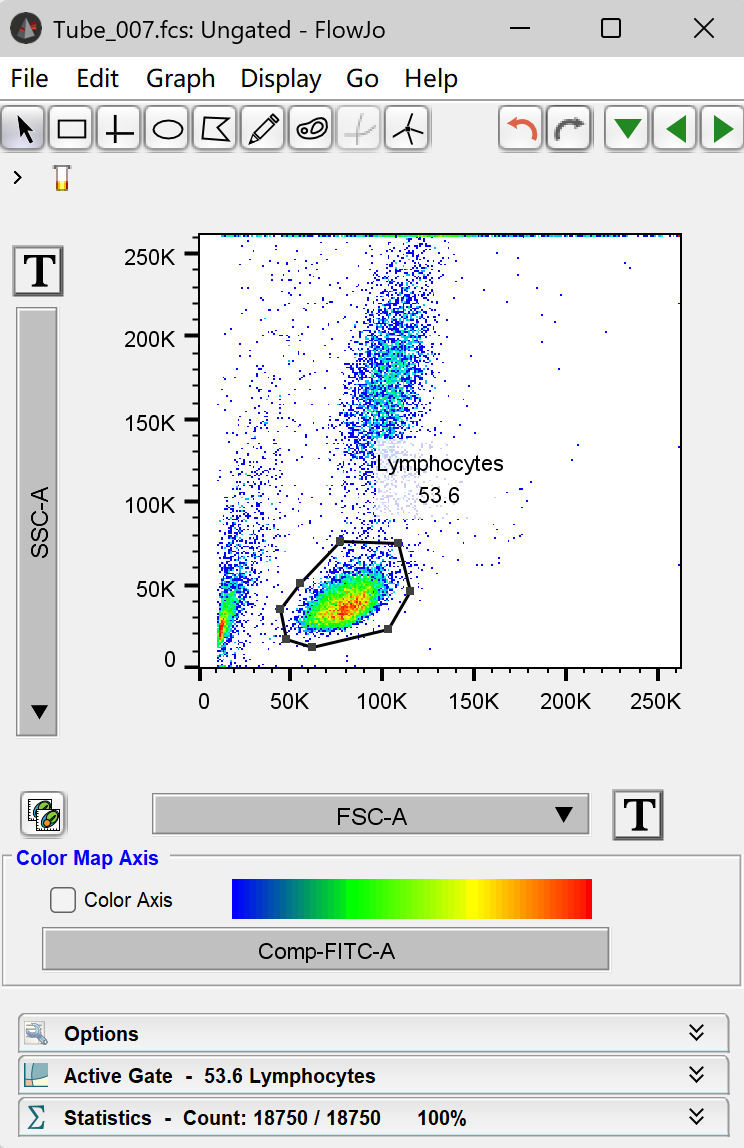 Tube_007.fcs: Ungated - FlowJo
File Edit Graph Display Go Help
T
250K
200K
150K
100K
50K
0
SSC-A
Lymphocytes
53.6
0 50K 100K 150K 200K 250K
FSC-A
T
Color Map Axis
Color Axis
Comp-FITC-A
Options
Active Gate - 53.6 Lymphocytes
Σ Statistics - Count: 18750 / 18750 100%